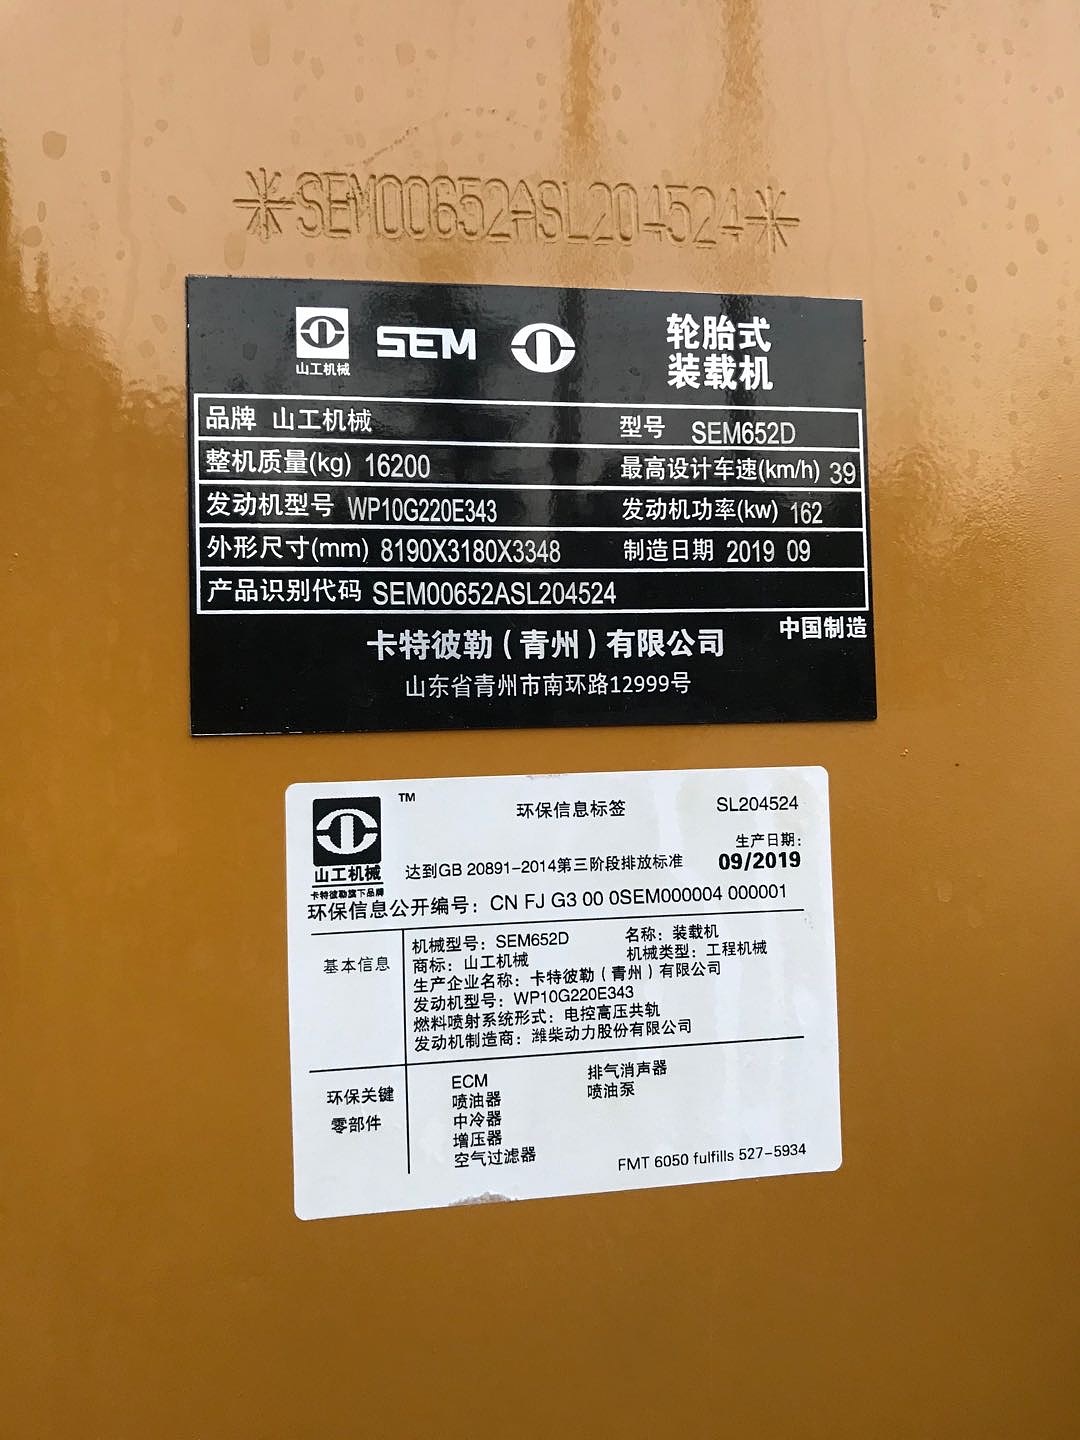 *SEM00652ASL204524*
山工机械 SEM 轮胎式
装载机
品牌 山工机械 型号 SEM652D
整机质量(kg) 16200 最高设计车速(km/h) 39
发动机型号 WP10G220E343 发动机功率(kw) 162
外形尺寸(mm) 8190X3180X3348 制造日期 2019 09
产品识别代码 SEM00652ASL204524
中国制造
卡特彼勒(青州)有限公司
山东省青州市南环路12999号
TM 环保信息标签 SL204524
生产日期:
09/2019
达到GB 20891-2014第三阶段排放标准
山工机械
卡特彼勒旗下品牌
环保信息公开编号: CN FJ G3 00 0SEM000004 000001
基本信息
机械型号: SEM652D 名称: 装载机
商标: 山工机械 机械类型: 工程机械
生产企业名称: 卡特彼勒(青州)有限公司
发动机型号: WP10G220E343
燃料喷射系统形式: 电控高压共轨
发动机制造商: 潍柴动力股份有限公司
环保关键
零部件
ECM 排气消声器
喷油器 喷油泵
中冷器
增压器
空气过滤器
FMT 6050 fulfills 527-5934